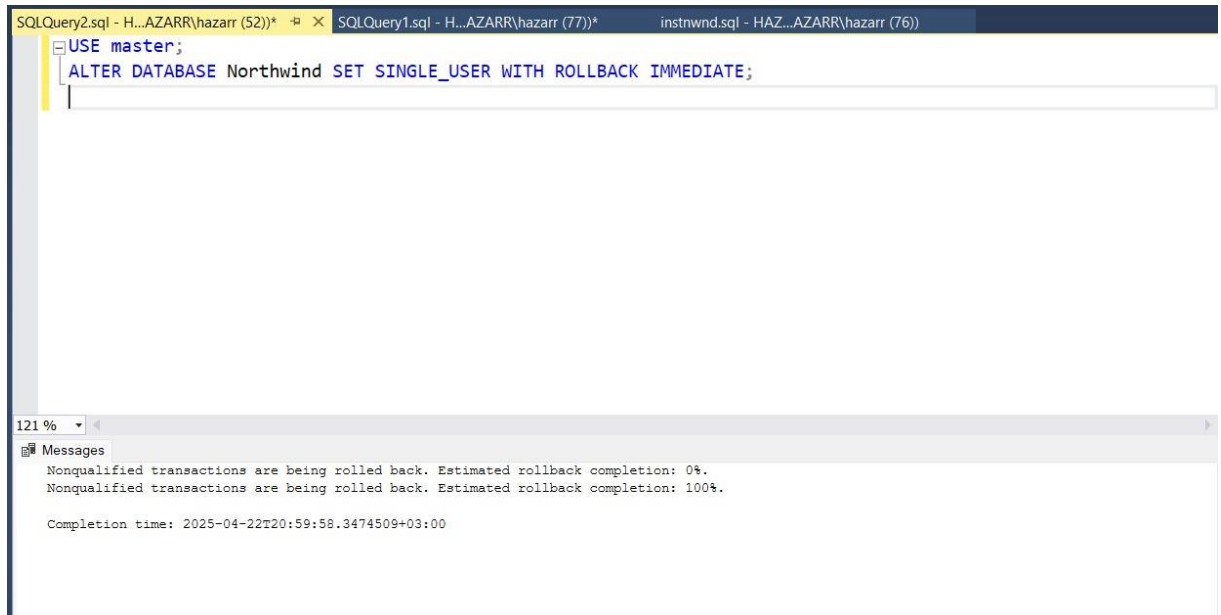 SQLQuery2.sql - H...AZARR\hazarr (52))* SQLQuery1.sql - H...AZARR\hazarr (77))* instnwnd.sql - HAZ...AZARR\hazarr (76))
USE master;
ALTER DATABASE Northwind SET SINGLE_USER WITH ROLLBACK IMMEDIATE;
121 %
Messages
Nonqualified transactions are being rolled back. Estimated rollback completion: 0%.
Nonqualified transactions are being rolled back. Estimated rollback completion: 100%.
Completion time: 2025-04-22T20:59:58.3474509+03:00